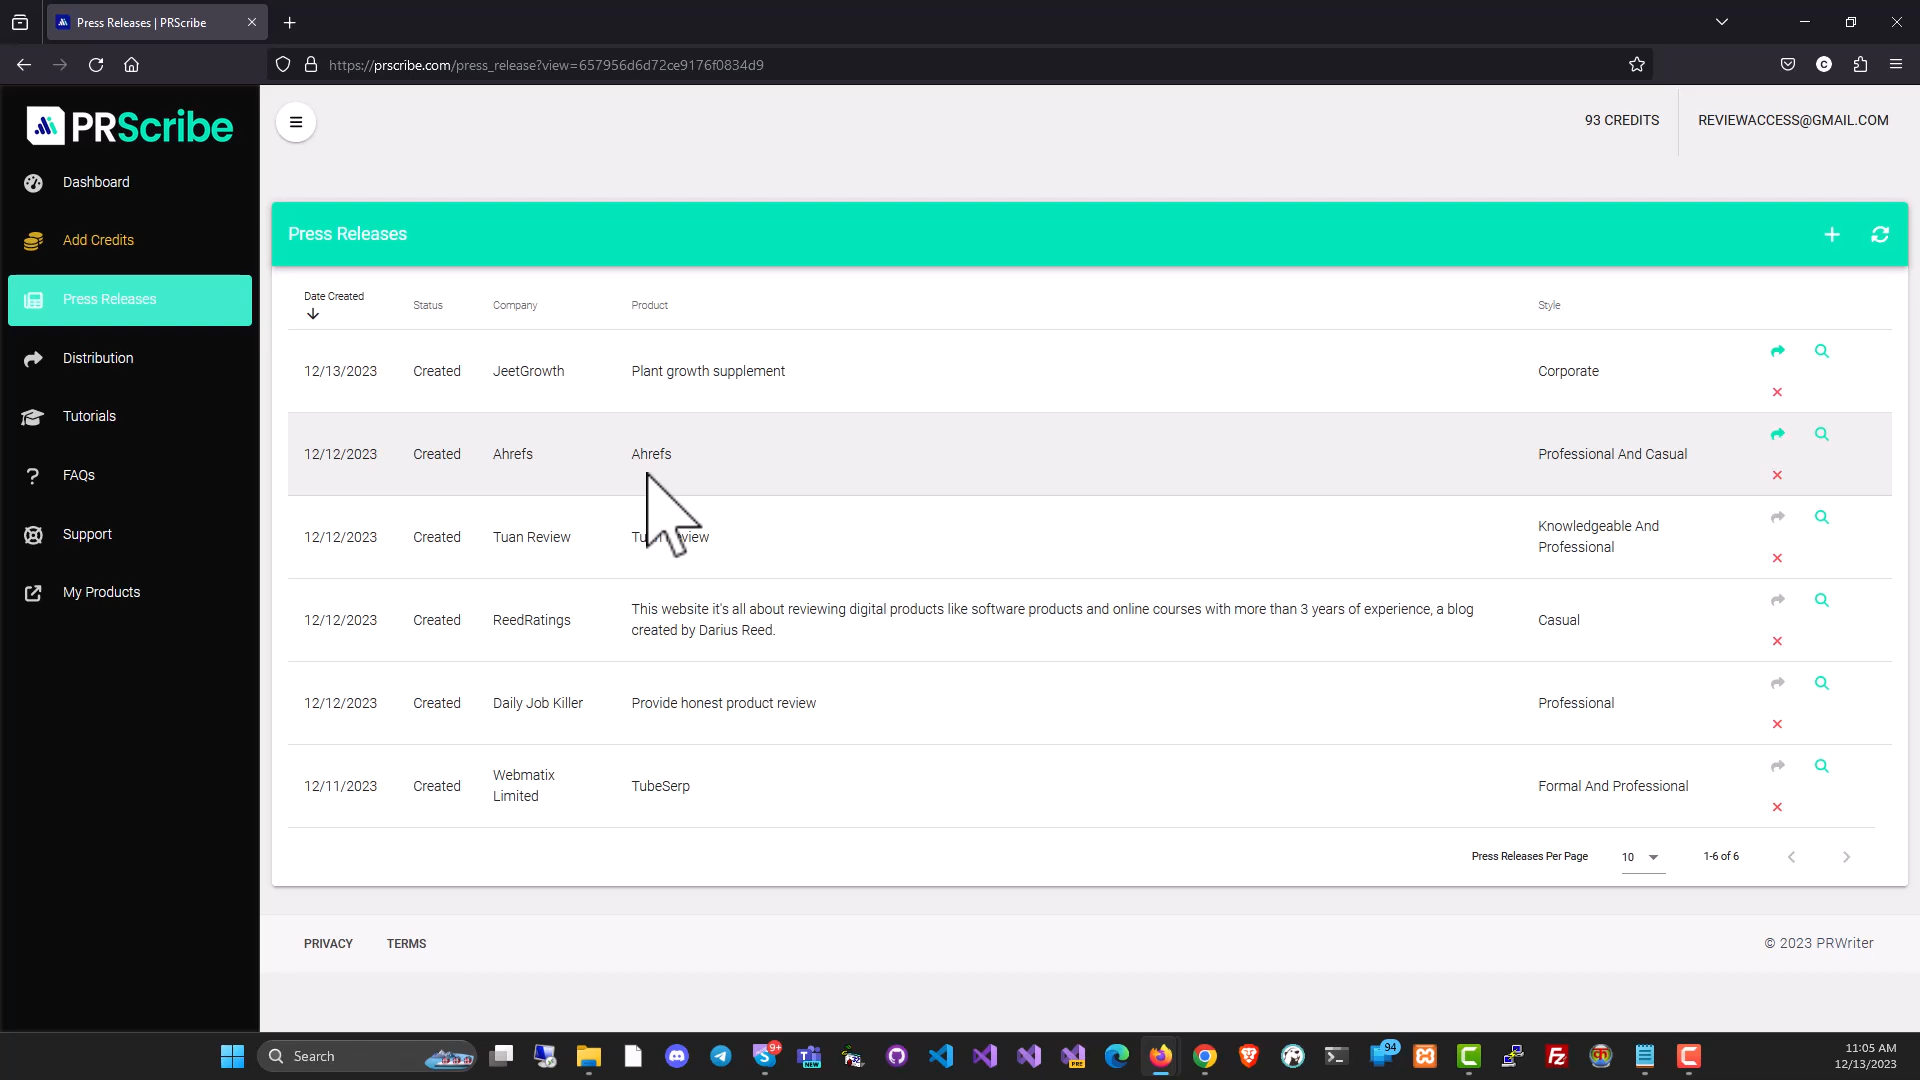 Press Releases | PRScribe
https://prscribe.com/press_release?view=657956d6d72ce9176f0834d9
PRScribe
93 CREDITS
REVIEWACCESS@GMAIL.COM
Dashboard
Add Credits
Press Releases
Distribution
Tutorials
FAQs
Support
My Products
Press Releases
Date Created Status Company Product Style
12/13/2023 Created JeetGrowth Plant growth supplement Corporate
12/12/2023 Created Ahrefs Ahrefs Professional And Casual
12/12/2023 Created Tuan Review Knowledgeable And
Professional
12/12/2023 Created ReedRatings This website it's all about reviewing digital products like software products and online courses with more than 3 years of experience, a blog Casual
created by Darius Reed.
12/12/2023 Created Daily Job Killer Provide honest product review Professional
12/11/2023 Created Webmatix TubeSerp Formal And Professional
Limited
Press Releases Per Page 10 1-6 of 6
PRIVACY TERMS
© 2023 PRWriter
Search
9+
NEW
PRE
94
11:05 AM
12/13/2023